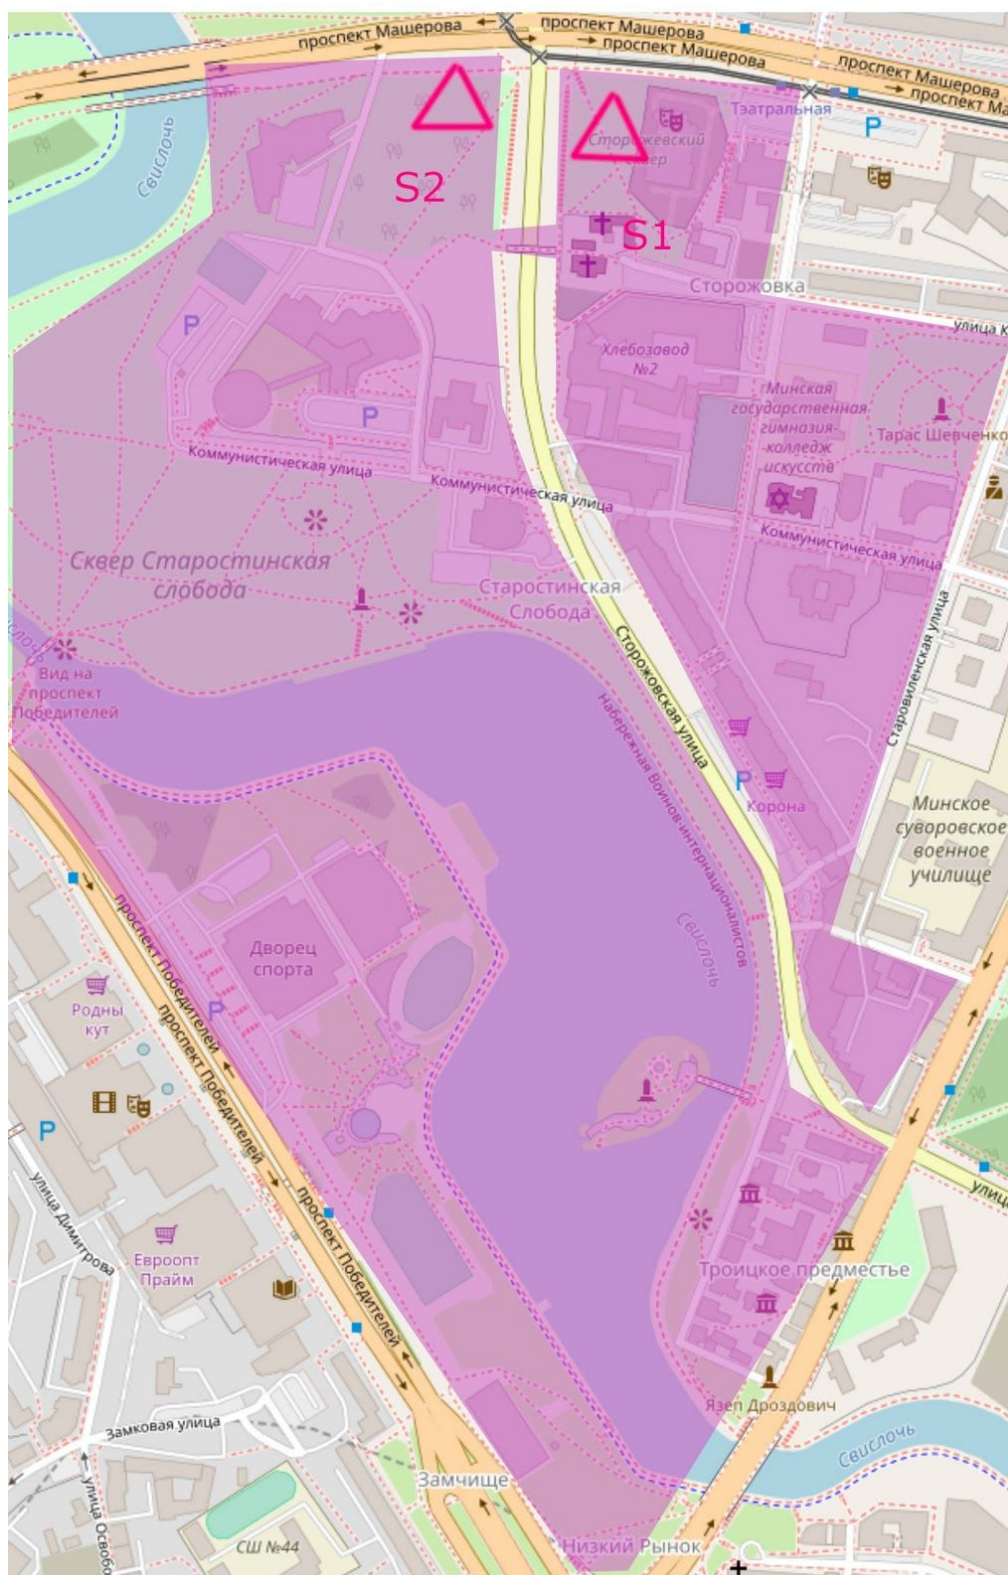 проспект Машерова
проспект Машерова
проспект Машерова
проспект Машерова
Свислочь
Тэатральная
P
Сторожёвский
сквер
S2
S1
Сторожовка
улица К
P
Хлебозавод
№2
Минская
государственная
гимназия-
колледж
искусств
Тарас Шевченко
P
Коммунистическая улица
Коммунистическая улица
Коммунистическая улица
Сквер Старостинская
слобода
Старостинская
Слобода
Старовиленская улица
Вид на
проспект
Победителей
Сторожовская улица
Набережная Воинов-интернационалистов
P
Корона
Минское
суворовское
военное
училище
Свислочь
Дворец
спорта
проспект Победителей
проспект Победителей
P
Родны
кут
P
улица Димитрова
проспект Победителей
улица
Евроопт
Прайм
Троицкое предместье
Язеп Дроздович
Замковая улица
Свислочь
Замчище
СШ №44
Низкий Рынок